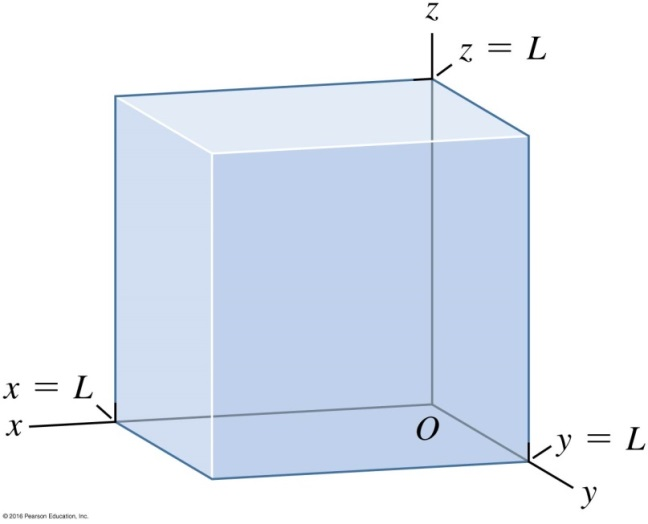 z
z = L
x = L
x
O
y = L
y
© 2016 Pearson Education, Inc.